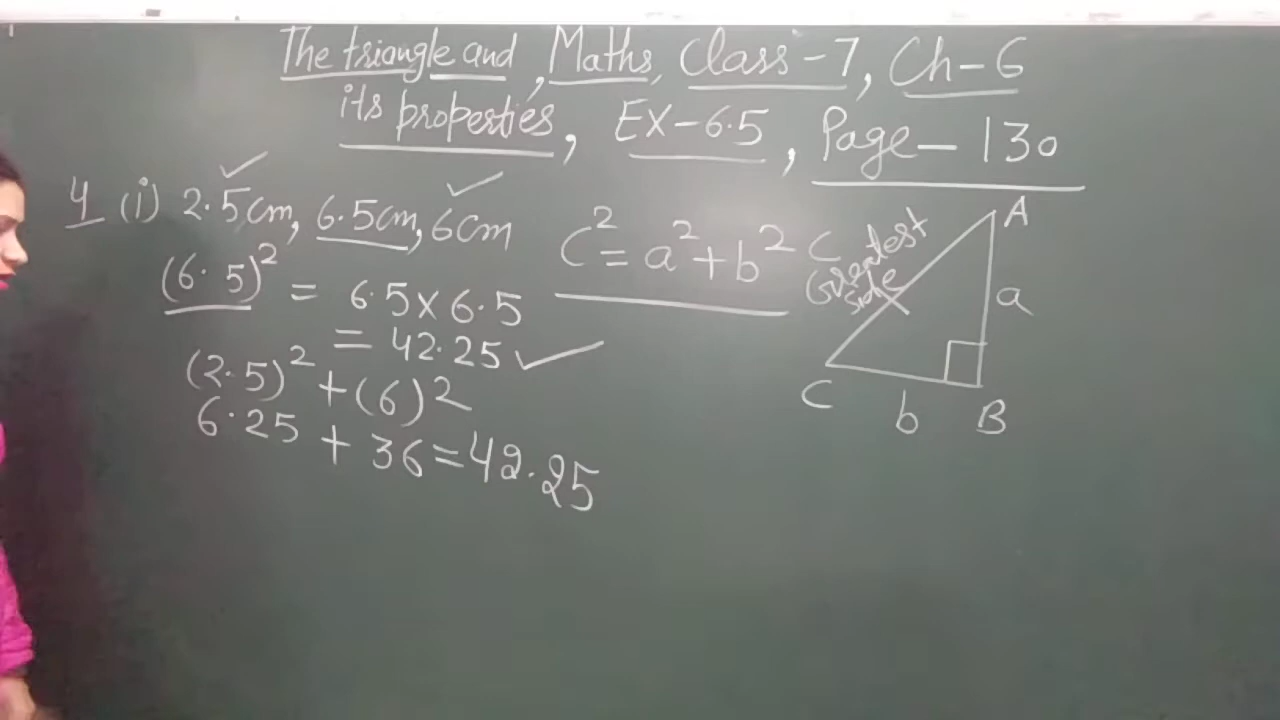 The triangle and, Maths, Class-7, Ch-6
its properties, Ex-6.5, Page-130
4 (i) 2.5cm, 6.5cm, 6cm
(6.5)² = 6.5×6.5
= 42.25
(2.5)² + (6)²
6.25 + 36 = 42.25
C² = a² + b²
A
C
Greatest
side
a
C
b
B